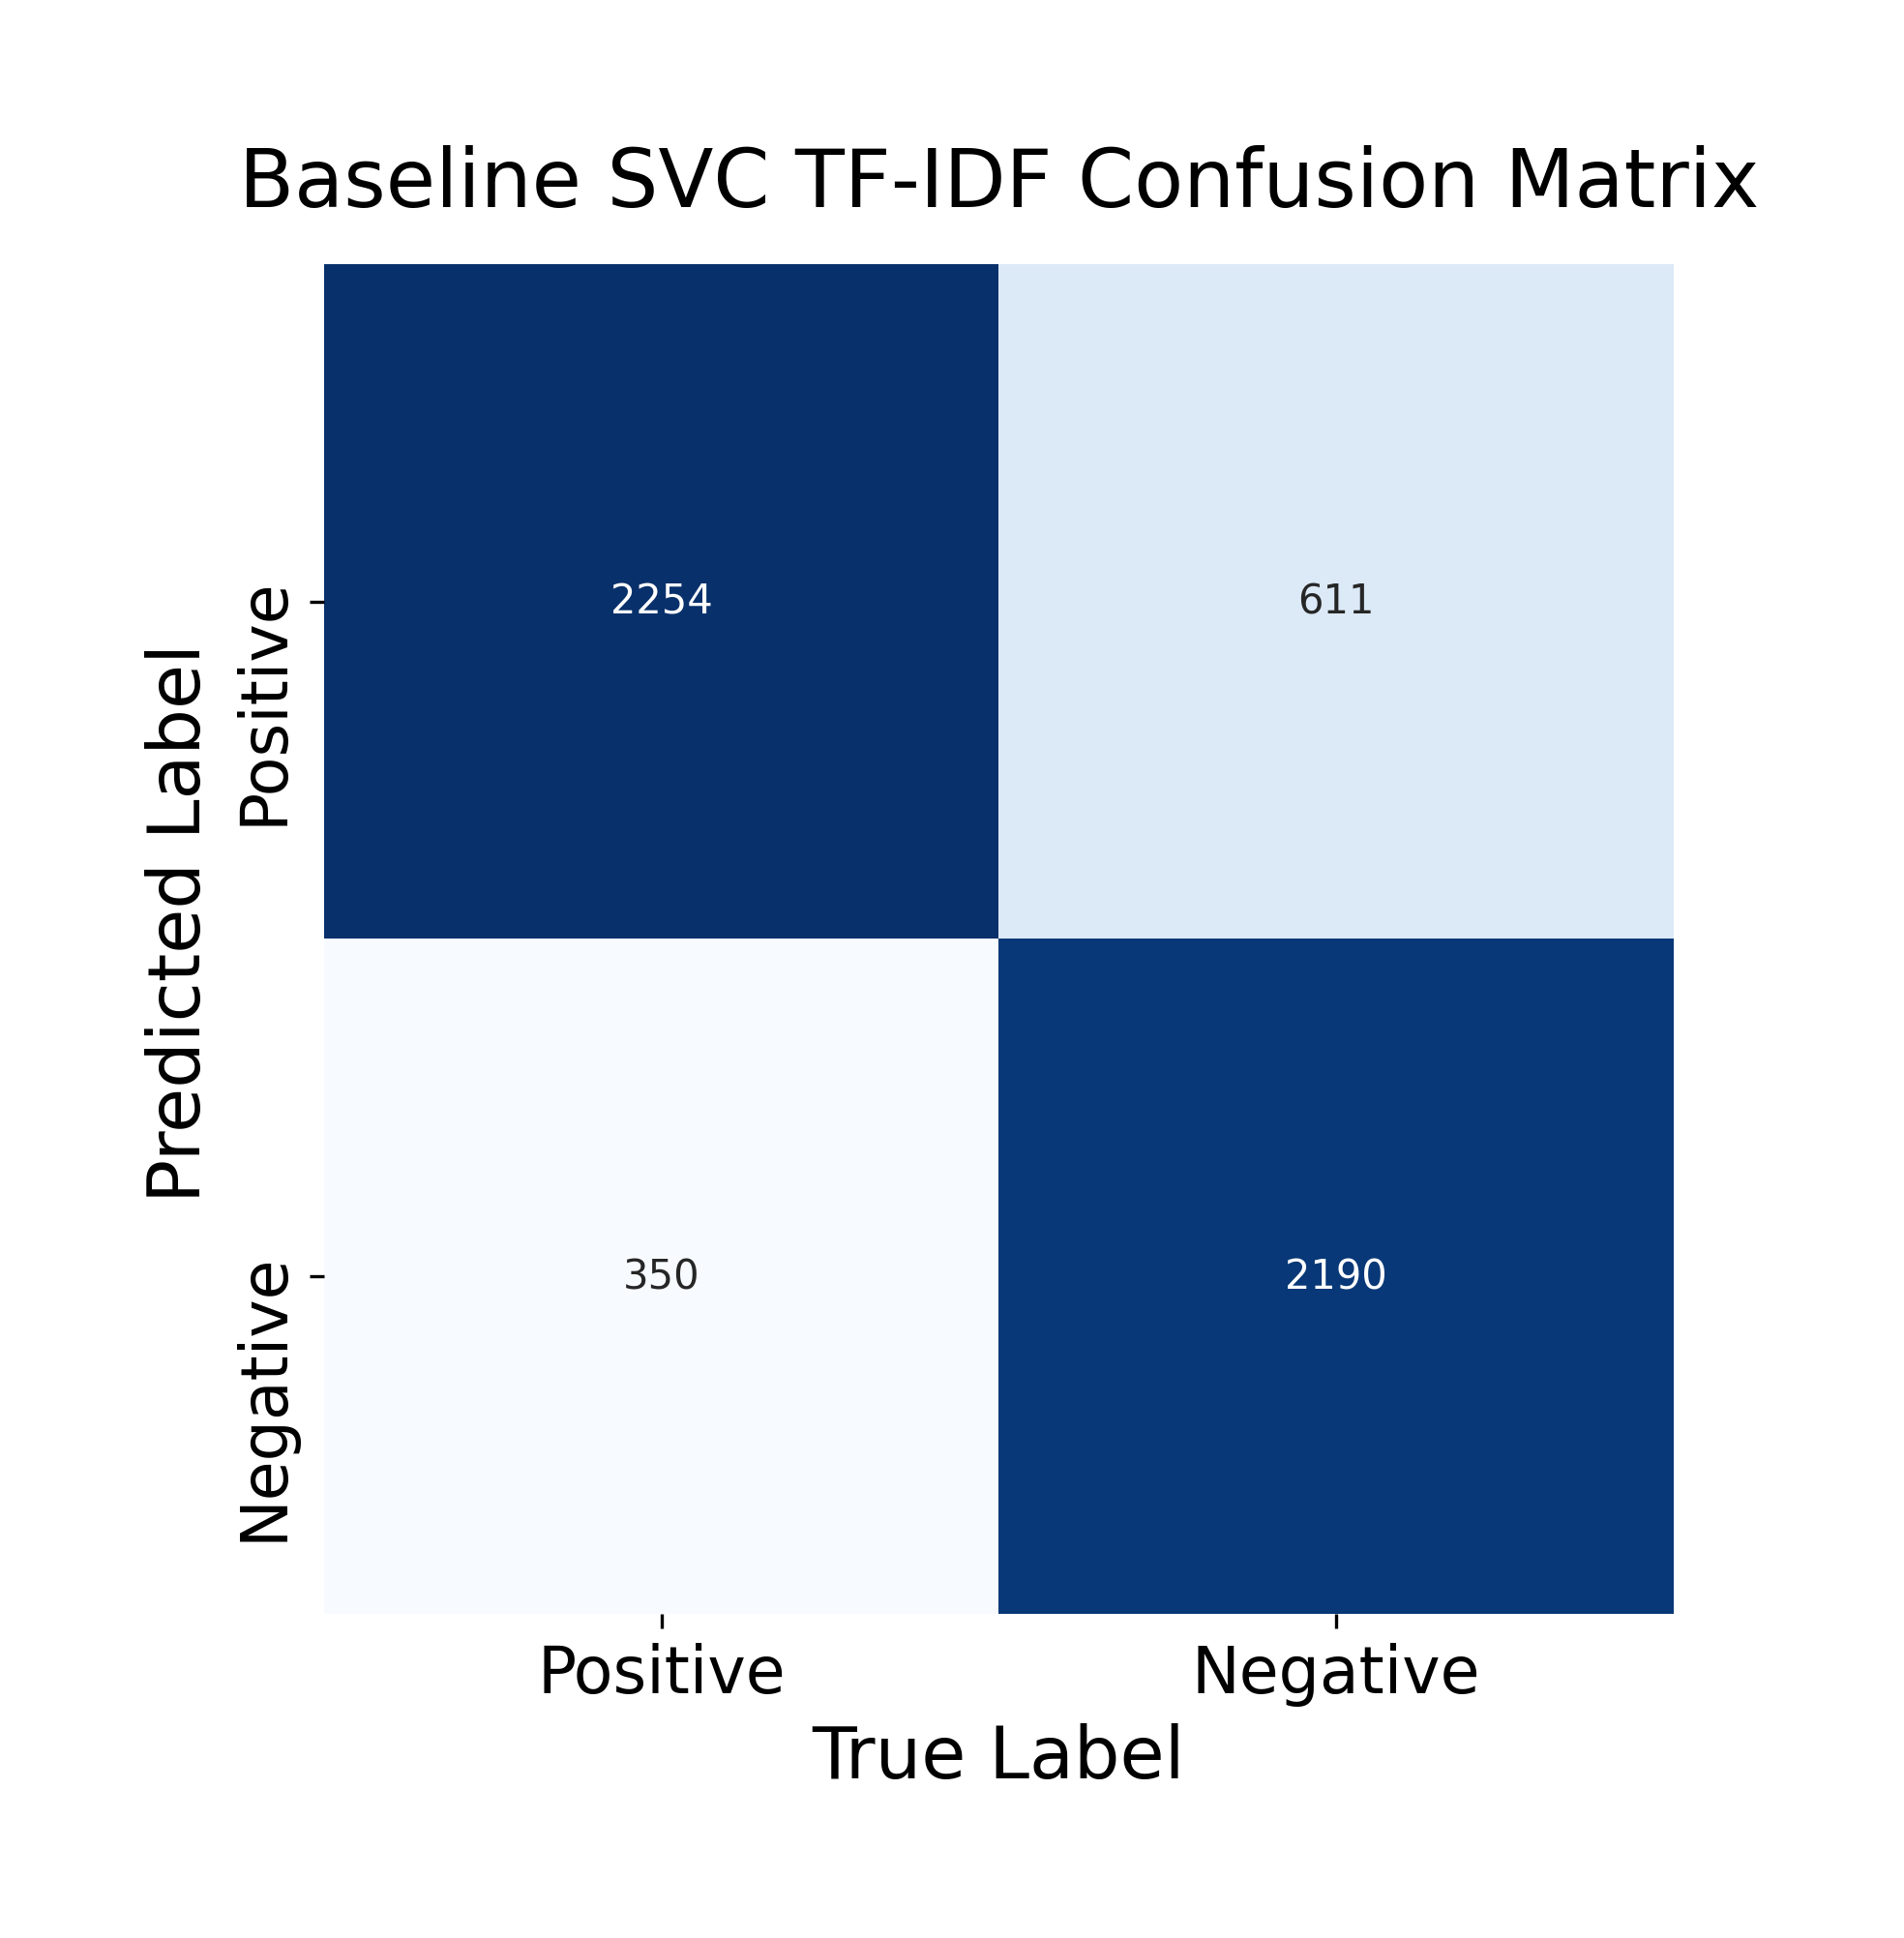 Baseline SVC TF-IDF Confusion Matrix
Predicted Label
Positive
2254
611
Negative
350
2190
Positive
Negative
True Label